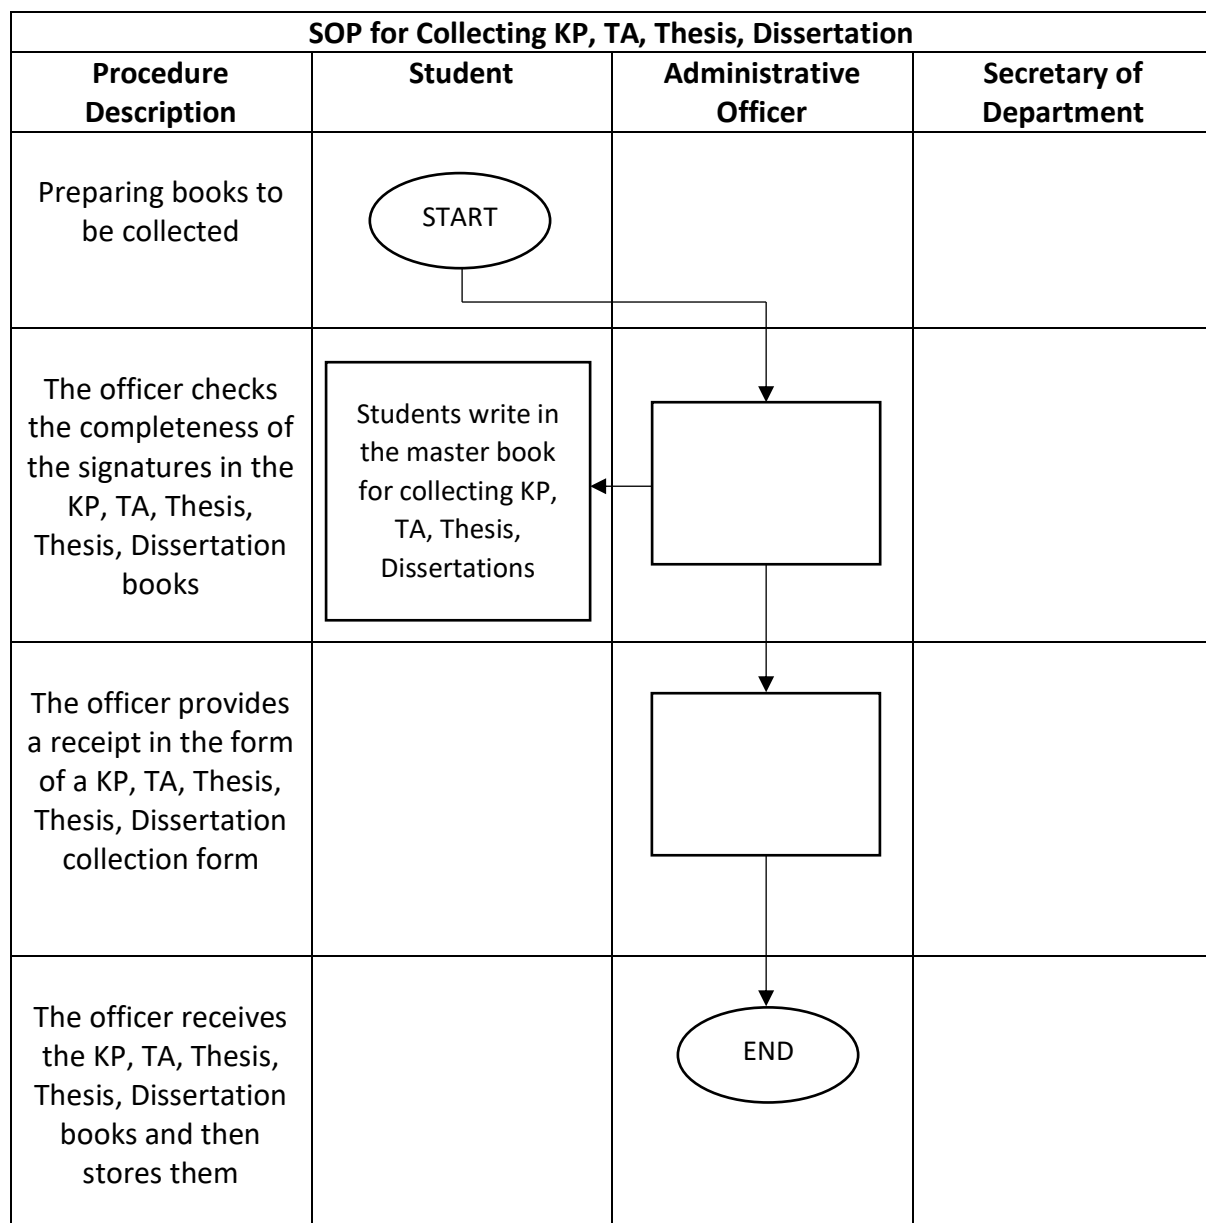 SOP for Collecting KP, TA, Thesis, Dissertation
Procedure
Description
Student
Administrative
Officer
Secretary of
Department
Preparing books to
be collected
START
The officer checks
the completeness of
the signatures in the
KP, TA, Thesis,
Thesis, Dissertation
books
Students write in
the master book
for collecting KP,
TA, Thesis,
Dissertations
The officer provides
a receipt in the form
of a KP, TA, Thesis,
Thesis, Dissertation
collection form
The officer receives
the KP, TA, Thesis,
Thesis, Dissertation
books and then
stores them
END